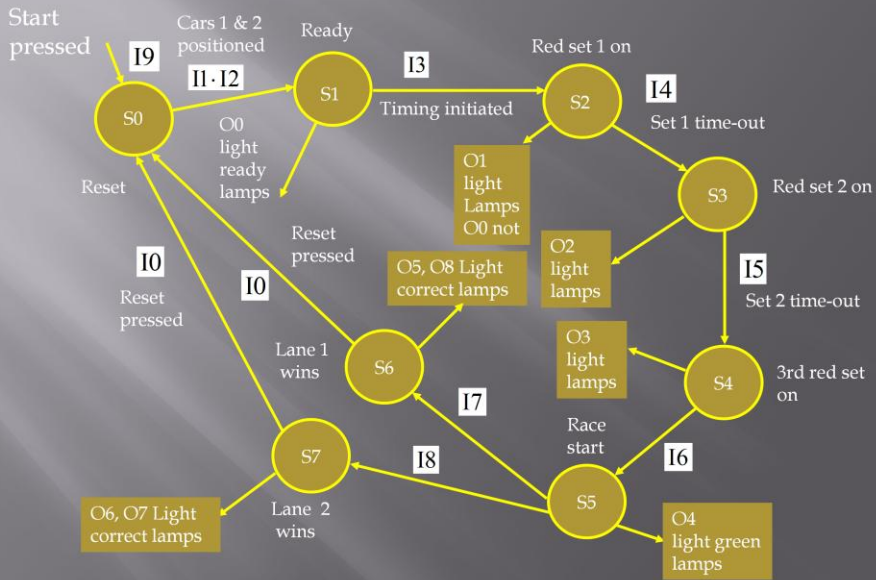 Start
pressed
I9
Cars 1 & 2
positioned
I1·I2
Ready
S0
S1
I3
Timing initiated
Red set 1 on
S2
I4
Set 1 time-out
O0
light
ready
lamps
Reset
O1
light
Lamps
O0 not
S3
Red set 2 on
I0
Reset
pressed
Reset
pressed
I0
O5, O8 Light
correct lamps
O2
light
lamps
I5
Set 2 time-out
Lane 1
wins
S6
O3
light
lamps
S4
3rd red set
on
I7
Race
start
I6
S7
Lane 2
wins
I8
S5
O6, O7 Light
correct lamps
O4
light green
lamps